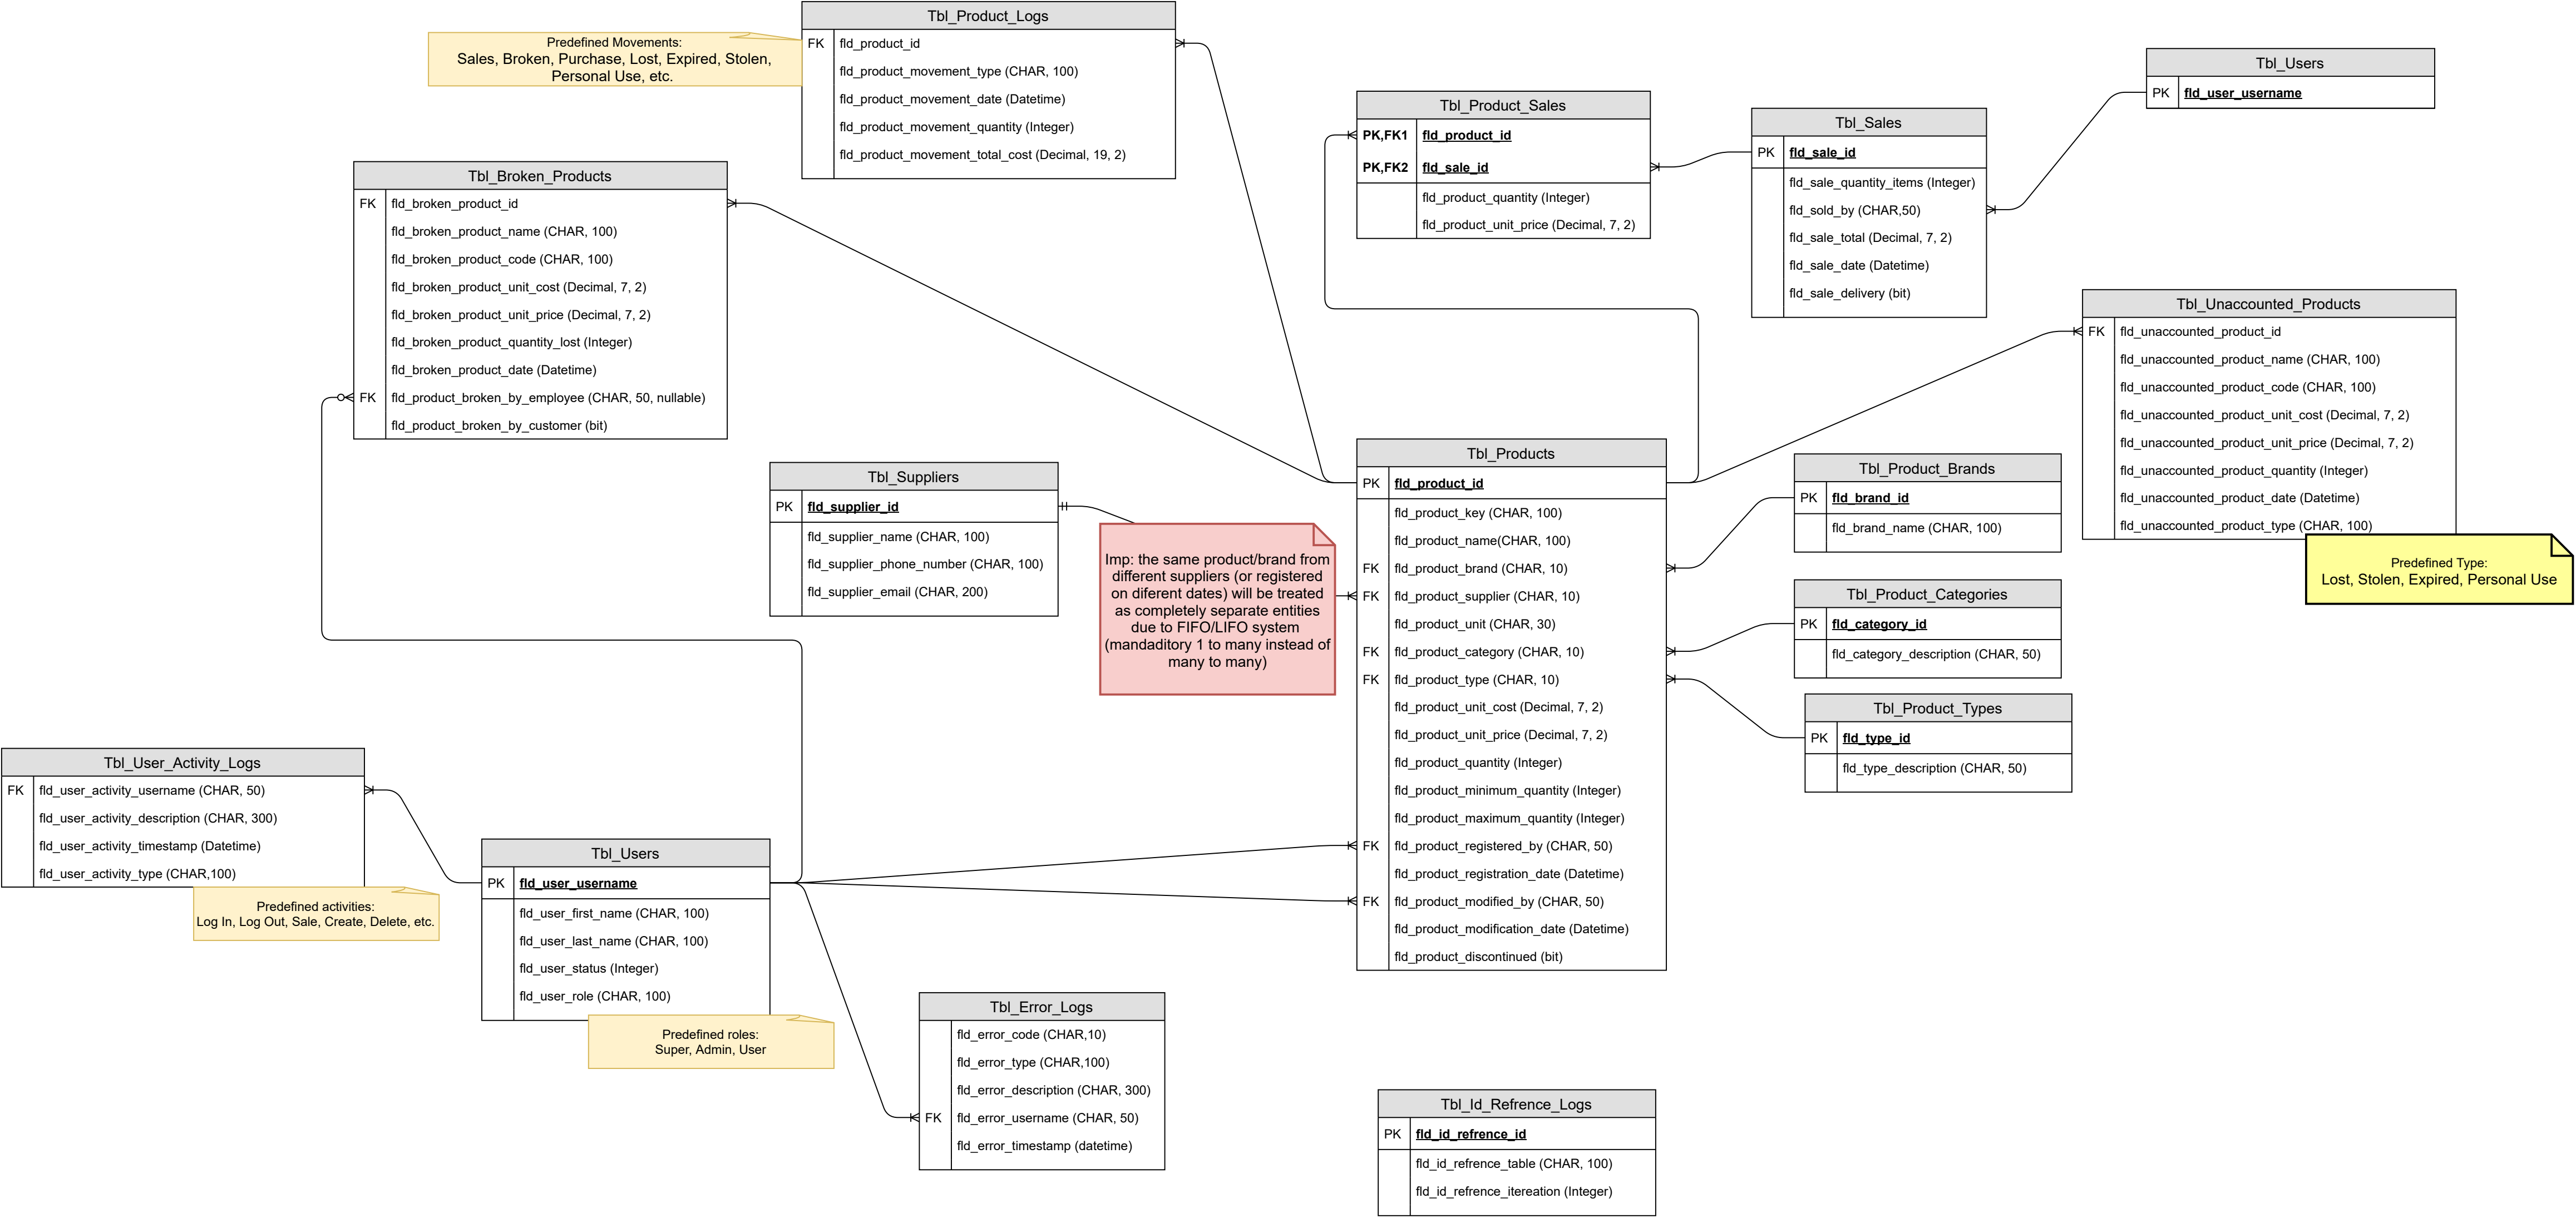 Tbl_Product_Logs
FK fld_product_id
fld_product_movement_type (CHAR, 100)
fld_product_movement_date (Datetime)
fld_product_movement_quantity (Integer)
fld_product_movement_total_cost (Decimal, 19, 2)
Predefined Movements:
Sales, Broken, Purchase, Lost, Expired, Stolen,
Personal Use, etc.
Tbl_Users
PK fld_user_username
Tbl_Product_Sales
PK,FK1 fld_product_id
PK,FK2 fld_sale_id
fld_product_quantity (Integer)
fld_product_unit_price (Decimal, 7, 2)
Tbl_Sales
PK fld_sale_id
fld_sale_quantity_items (Integer)
fld_sold_by (CHAR,50)
fld_sale_total (Decimal, 7, 2)
fld_sale_date (Datetime)
fld_sale_delivery (bit)
Tbl_Broken_Products
FK fld_broken_product_id
fld_broken_product_name (CHAR, 100)
fld_broken_product_code (CHAR, 100)
fld_broken_product_unit_cost (Decimal, 7, 2)
fld_broken_product_unit_price (Decimal, 7, 2)
fld_broken_product_quantity_lost (Integer)
fld_broken_product_date (Datetime)
FK fld_product_broken_by_employee (CHAR, 50, nullable)
fld_product_broken_by_customer (bit)
Tbl_Unaccounted_Products
FK fld_unaccounted_product_id
fld_unaccounted_product_name (CHAR, 100)
fld_unaccounted_product_code (CHAR, 100)
fld_unaccounted_product_unit_cost (Decimal, 7, 2)
fld_unaccounted_product_unit_price (Decimal, 7, 2)
fld_unaccounted_product_quantity (Integer)
fld_unaccounted_product_date (Datetime)
fld_unaccounted_product_type (CHAR, 100)
Predefined Type:
Lost, Stolen, Expired, Personal Use
Tbl_Suppliers
PK fld_supplier_id
fld_supplier_name (CHAR, 100)
fld_supplier_phone_number (CHAR, 100)
fld_supplier_email (CHAR, 200)
Imp: the same product/brand from
different suppliers (or registered
on diferent dates) will be treated
as completely separate entities
due to FIFO/LIFO system
(mandaditory 1 to many instead of
many to many)
Tbl_Products
PK fld_product_id
fld_product_key (CHAR, 100)
fld_product_name(CHAR, 100)
FK fld_product_brand (CHAR, 10)
FK fld_product_supplier (CHAR, 10)
fld_product_unit (CHAR, 30)
FK fld_product_category (CHAR, 10)
FK fld_product_type (CHAR, 10)
fld_product_unit_cost (Decimal, 7, 2)
fld_product_unit_price (Decimal, 7, 2)
fld_product_quantity (Integer)
fld_product_minimum_quantity (Integer)
fld_product_maximum_quantity (Integer)
FK fld_product_registered_by (CHAR, 50)
fld_product_registration_date (Datetime)
FK fld_product_modified_by (CHAR, 50)
fld_product_modification_date (Datetime)
fld_product_discontinued (bit)
Tbl_Product_Brands
PK fld_brand_id
fld_brand_name (CHAR, 100)
Tbl_Product_Categories
PK fld_category_id
fld_category_description (CHAR, 50)
Tbl_Product_Types
PK fld_type_id
fld_type_description (CHAR, 50)
Tbl_User_Activity_Logs
FK fld_user_activity_username (CHAR, 50)
fld_user_activity_description (CHAR, 300)
fld_user_activity_timestamp (Datetime)
fld_user_activity_type (CHAR,100)
Predefined activities:
Log In, Log Out, Sale, Create, Delete, etc.
Tbl_Users
PK fld_user_username
fld_user_first_name (CHAR, 100)
fld_user_last_name (CHAR, 100)
fld_user_status (Integer)
fld_user_role (CHAR, 100)
Predefined roles:
Super, Admin, User
Tbl_Error_Logs
fld_error_code (CHAR,10)
fld_error_type (CHAR,100)
fld_error_description (CHAR, 300)
FK fld_error_username (CHAR, 50)
fld_error_timestamp (datetime)
Tbl_Id_Refrence_Logs
PK fld_id_refrence_id
fld_id_refrence_table (CHAR, 100)
fld_id_refrence_itereation (Integer)